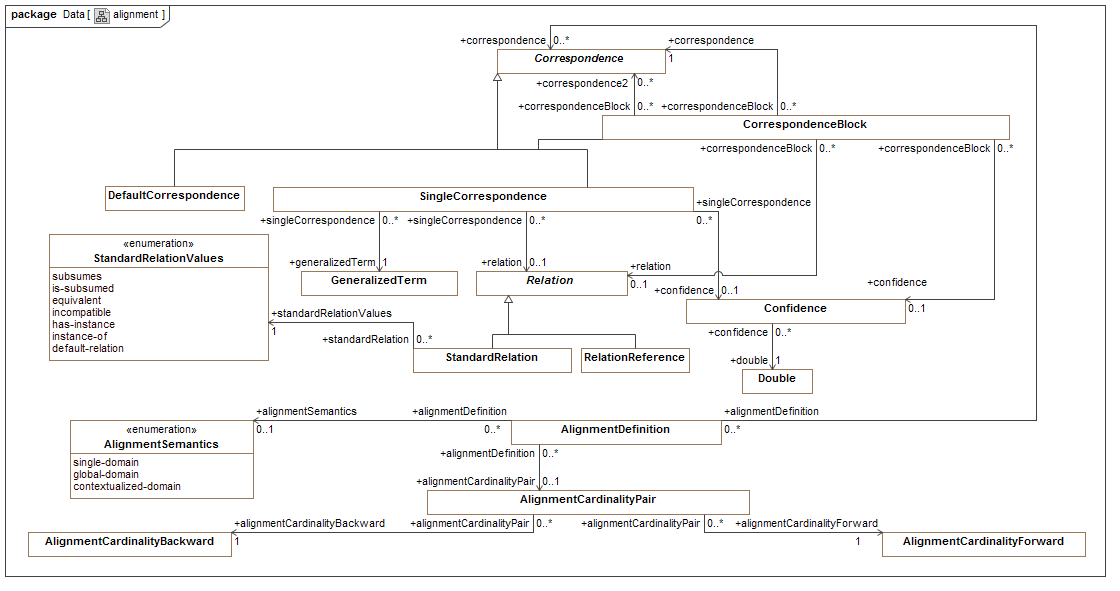 package Data [ alignment ]
+correspondence 0..* +correspondence
Correspondence 1
+correspondence2 0..*
+correspondenceBlock 0..* +correspondenceBlock 0..*
CorrespondenceBlock
+correspondenceBlock 0..* +correspondenceBlock 0..*
DefaultCorrespondence SingleCorrespondence
+singleCorrespondence
+singleCorrespondence 0..* +singleCorrespondence 0..* 0..*
«enumeration»
StandardRelationValues
subsumes
is-subsumed
equivalent
incompatible
has-instance
instance-of
default-relation
+generalizedTerm 1 +relation 0..1 +relation
GeneralizedTerm Relation 0..1
+confidence 0..1 +confidence
Confidence 0..1
+standardRelationValues
1
+standardRelation 0..*
+confidence 0..*
StandardRelation RelationReference
+double 1
Double
+alignmentSemantics +alignmentDefinition +alignmentDefinition
0..1 0..* AlignmentDefinition 0..*
«enumeration»
AlignmentSemantics
single-domain
global-domain
contextualized-domain
+alignmentDefinition 0..*
+alignmentCardinalityPair 0..1
AlignmentCardinalityPair
+alignmentCardinalityBackward +alignmentCardinalityPair 0..* +alignmentCardinalityPair 0..* +alignmentCardinalityForward
AlignmentCardinalityBackward 1 1 AlignmentCardinalityForward